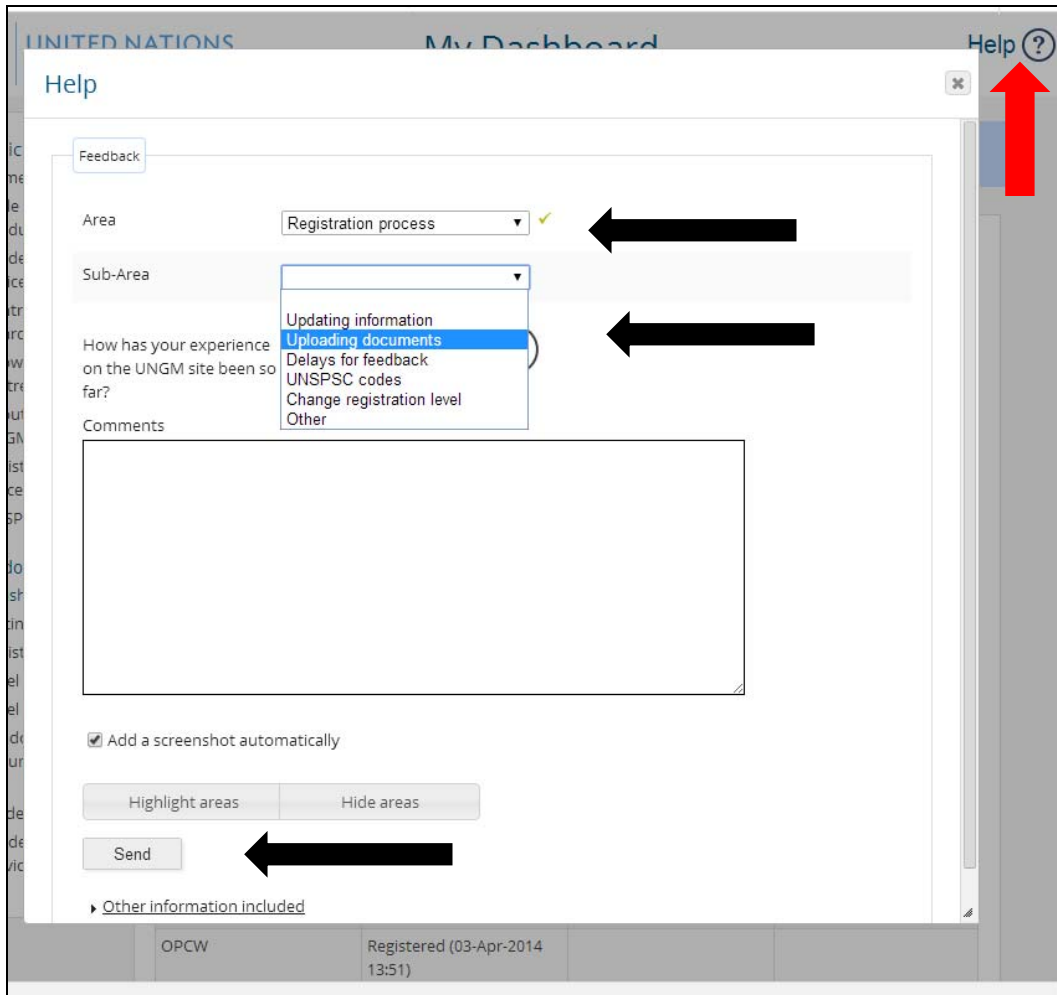 UNITED NATIONS
My Dashboard
Help ?
Help
Feedback
Area
Registration process
Sub-Area
Updating information
Uploading documents
Delays for feedback
UNSPSC codes
Change registration level
Other
How has your experience
on the UNGM site been so
far?
Comments
Add a screenshot automatically
Highlight areas
Hide areas
Send
Other information included
OPCW
Registered (03-Apr-2014
13:51)